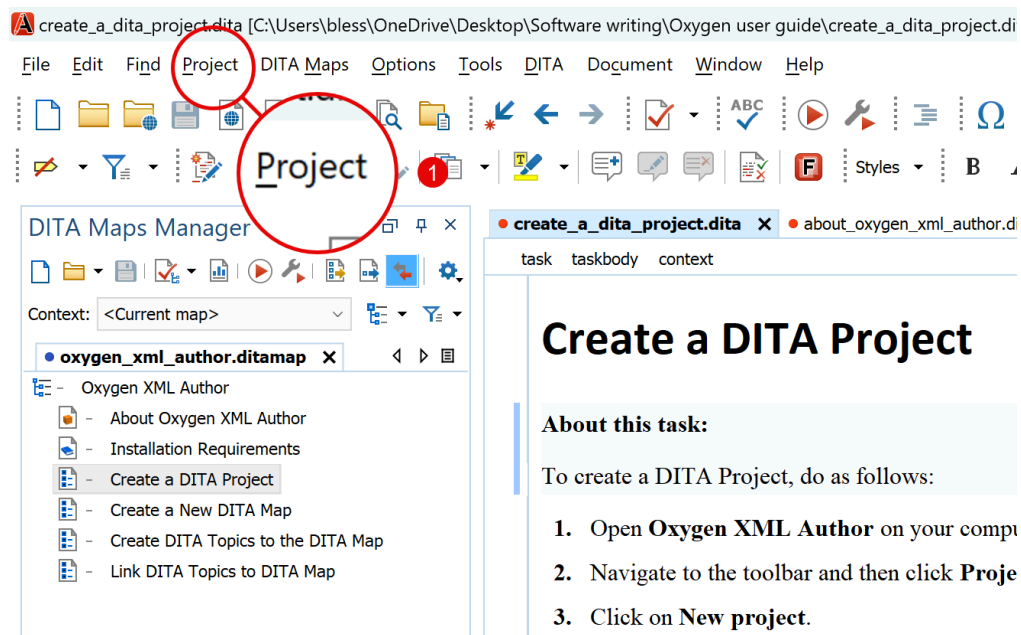 create_a_dita_project.dita [C:\Users\bless\OneDrive\Desktop\Software writing\Oxygen user guide\create_a_dita_project.di
File Edit Find Project DITA Maps Options Tools DITA Document Window Help
ABC
Project
1
T
F
Styles
B
DITA Maps Manager
create_a_dita_project.dita
about_oxygen_xml_author.di
task taskbody context
Context: <Current map>
oxygen_xml_author.ditamap
Oxygen XML Author
About Oxygen XML Author
Installation Requirements
Create a DITA Project
Create a New DITA Map
Create DITA Topics to the DITA Map
Link DITA Topics to DITA Map
Create a DITA Project
About this task:
To create a DITA Project, do as follows:
1. Open Oxygen XML Author on your compu
2. Navigate to the toolbar and then click Proje
3. Click on New project.